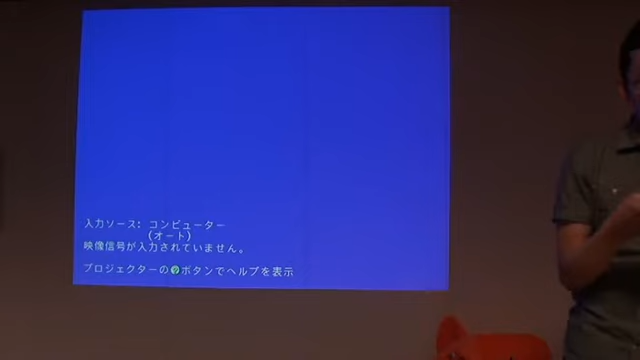 入力ソース: コンピューター
(オート)
映像信号が入力されていません。
プロジェクターの?ボタンでヘルプを表示